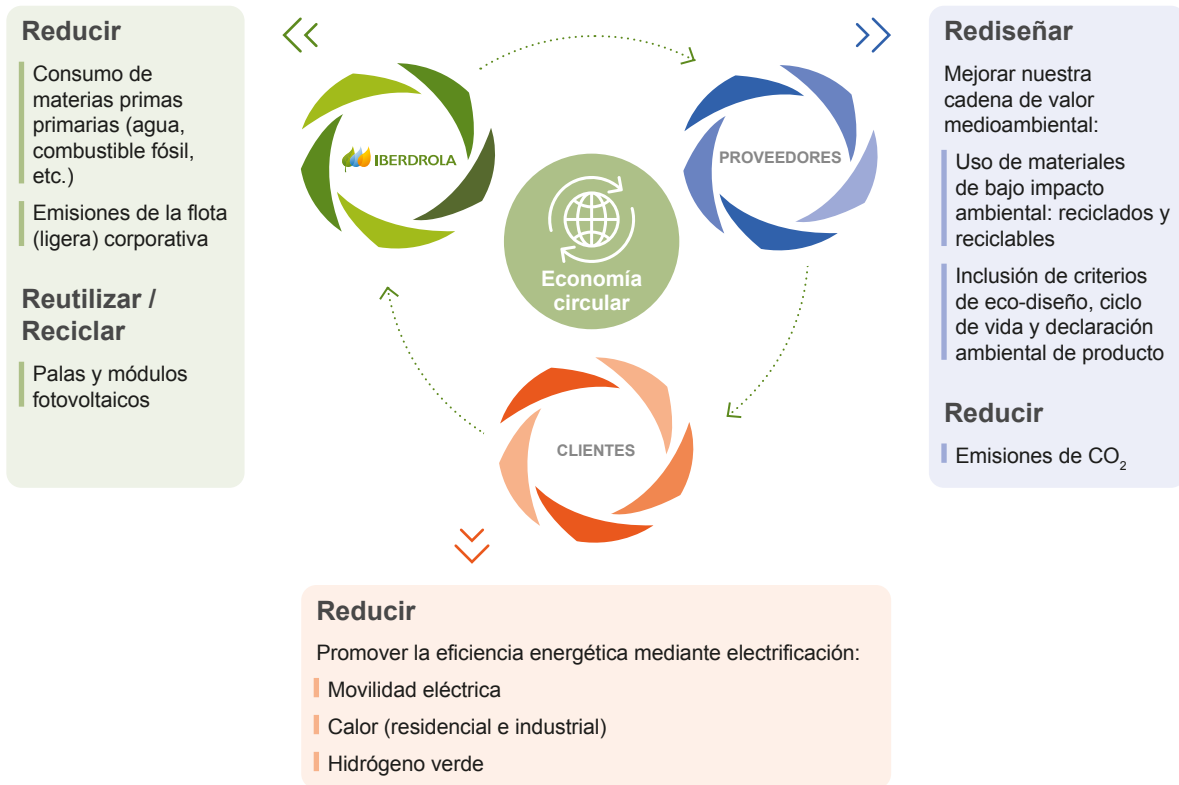 Reducir
Consumo de
materias primas
primarias (agua,
combustible fósil,
etc.)
Emisiones de la flota
(ligera) corporativa
Reutilizar /
Reciclar
Palas y módulos
fotovoltaicos
IBERDROLA
PROVEEDORES
Economía
circular
CLIENTES
Rediseñar
Mejorar nuestra
cadena de valor
medioambiental:
Uso de materiales
de bajo impacto
ambiental: reciclados y
reciclables
Inclusión de criterios
de eco-diseño, ciclo
de vida y declaración
ambiental de producto
Reducir
Emisiones de CO₂
Reducir
Promover la eficiencia energética mediante electrificación:
Movilidad eléctrica
Calor (residencial e industrial)
Hidrógeno verde